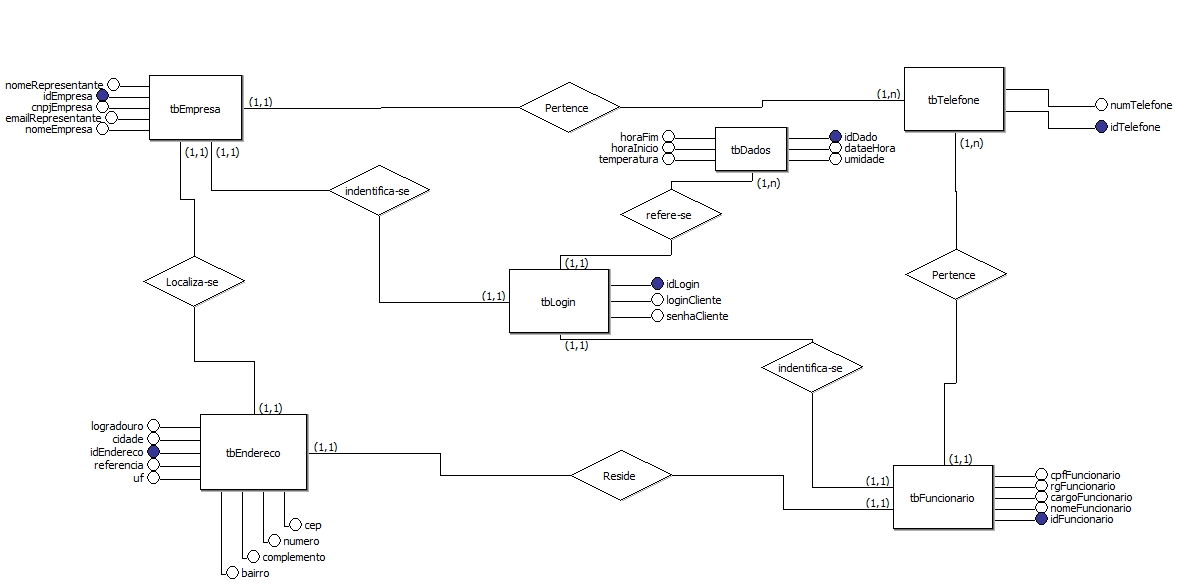 nomeRepresentante
idEmpresa
cnpjEmpresa
emailRepresentante
nomeEmpresa
tbEmpresa
(1,1)
Pertence
(1,n)
tbTelefone
numTelefone
idTelefone
(1,1)
(1,1)
horaFim
horaInicio
temperatura
tbDados
idDado
dataeHora
umidade
(1,n)
(1,n)
indentifica-se
refere-se
Localiza-se
Pertence
(1,1)
(1,1)
tbLogin
idLogin
loginCliente
senhaCliente
(1,1)
indentifica-se
(1,1)
logradouro
cidade
idEndereco
referencia
uf
tbEndereco
(1,1)
Reside
(1,1)
(1,1)
(1,1)
tbFuncionario
cpfFuncionario
rgFuncionario
cargoFuncionario
nomeFuncionario
idFuncionario
cep
numero
complemento
bairro